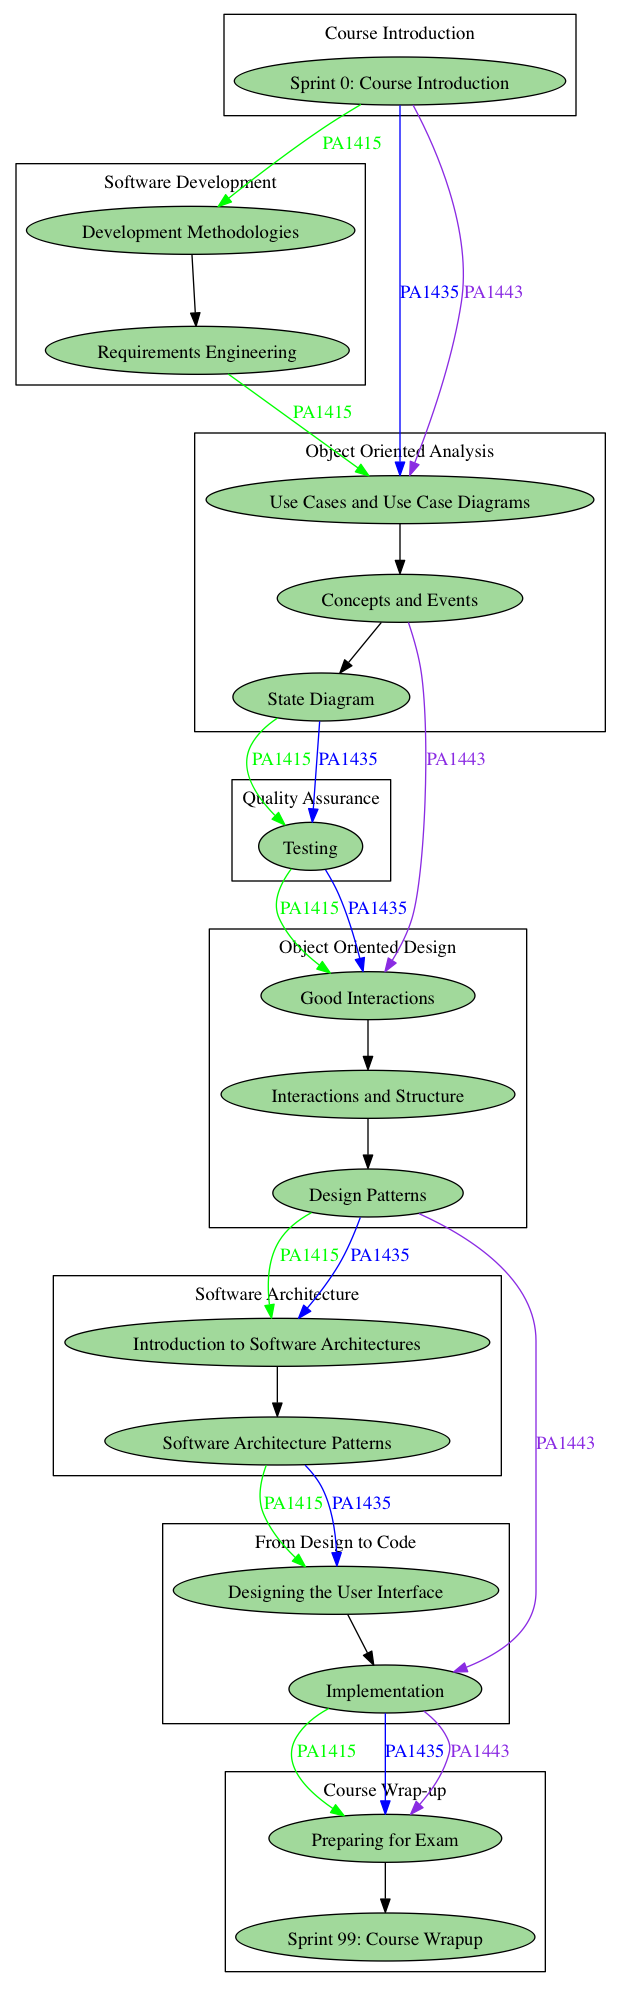 Course Introduction
Sprint 0: Course Introduction
PA1415
Software Development
Development Methodologies
PA1435
PA1443
Requirements Engineering
PA1415
Object Oriented Analysis
Use Cases and Use Case Diagrams
Concepts and Events
State Diagram
PA1415
PA1435
PA1443
Quality Assurance
Testing
PA1415
PA1435
Object Oriented Design
Good Interactions
Interactions and Structure
Design Patterns
PA1415
PA1435
Software Architecture
Introduction to Software Architectures
Software Architecture Patterns
PA1443
PA1415
PA1435
From Design to Code
Designing the User Interface
Implementation
PA1415
PA1435
PA1443
Course Wrap-up
Preparing for Exam
Sprint 99: Course Wrapup